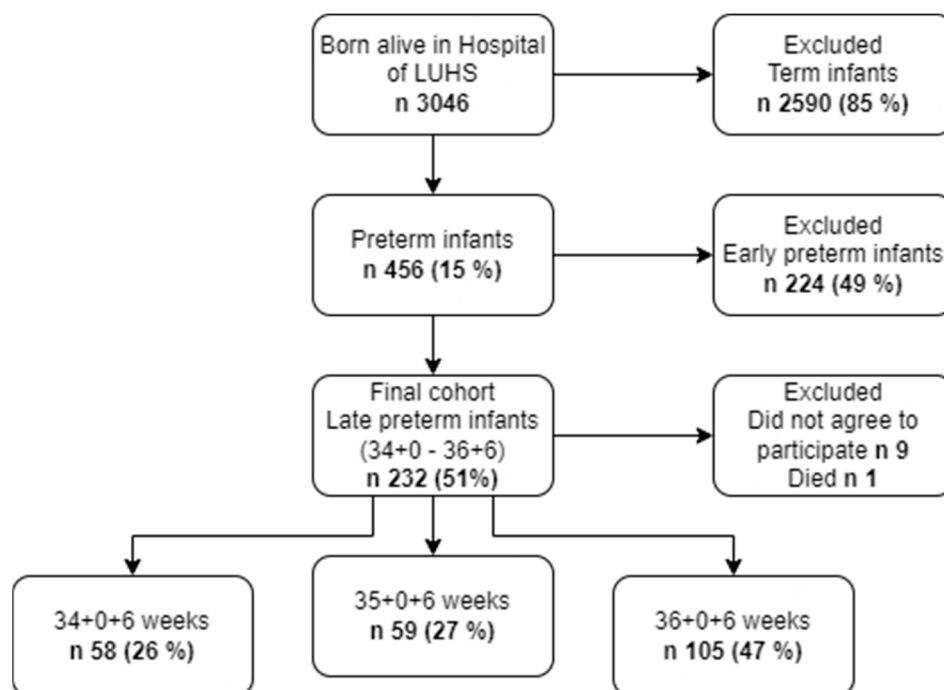 Born alive in Hospital
of LUHS
n 3046
Excluded
Term infants
n 2590 (85 %)
Preterm infants
n 456 (15 %)
Excluded
Early preterm infants
n 224 (49 %)
Final cohort
Late preterm infants
(34+0 - 36+6)
n 232 (51%)
Excluded
Did not agree to
participate n 9
Died n 1
34+0+6 weeks
n 58 (26 %)
35+0+6 weeks
n 59 (27 %)
36+0+6 weeks
n 105 (47 %)